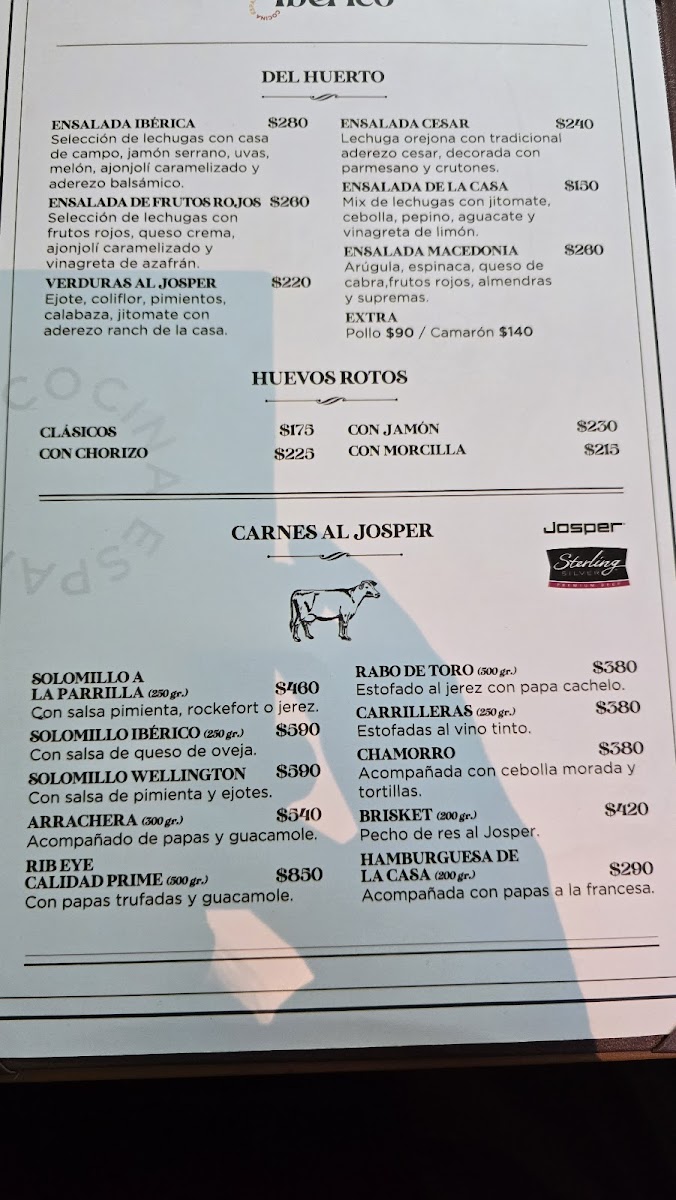 COCINA
DEL HUERTO
ENSALADA IBÉRICA $280
Selección de lechugas con casa
de campo, jamón serrano, uvas,
melón, ajonjolí caramelizado y
aderezo balsámico.
ENSALADA DE FRUTOS ROJOS $260
Selección de lechugas con
frutos rojos, queso crema,
ajonjolí caramelizado y
vinagreta de azafrán.
VERDURAS AL JOSPER $220
Ejote, coliflor, pimientos,
calabaza, jitomate con
aderezo ranch de la casa.
ENSALADA CESAR $240
Lechuga orejona con tradicional
aderezo cesar, decorada con
parmesano y crutones.
ENSALADA DE LA CASA $150
Mix de lechugas con jitomate,
cebolla, pepino, aguacate y
vinagreta de limón.
ENSALADA MACEDONIA $260
Arúgula, espinaca, queso de
cabra,frutos rojos, almendras
y supremas.
EXTRA
Pollo $90 / Camarón $140
COCINA ESPA
HUEVOS ROTOS
CLÁSICOS $175
CON CHORIZO $225
CON JAMÓN $230
CON MORCILLA $215
CARNES AL JOSPER
Josper
Sterling
SILVER
PREMIUM BEEF
SOLOMILLO A
LA PARRILLA (250 gr.) $460
Con salsa pimienta, rockefort o jerez.
SOLOMILLO IBÉRICO (250 gr.) $590
Con salsa de queso de oveja.
SOLOMILLO WELLINGTON $590
Con salsa de pimienta y ejotes.
ARRACHERA (300 gr.) $540
Acompañado de papas y guacamole.
RIB EYE
CALIDAD PRIME (500 gr.) $850
Con papas trufadas y guacamole.
RABO DE TORO (500 gr.) $380
Estofado al jerez con papa cachelo.
CARRILLERAS (250 gr.) $380
Estofadas al vino tinto.
CHAMORRO $380
Acompañada con cebolla morada y
tortillas.
BRISKET (200 gr.) $420
Pecho de res al Josper.
HAMBURGUESA DE
LA CASA (200 gr.) $290
Acompañada con papas a la francesa.